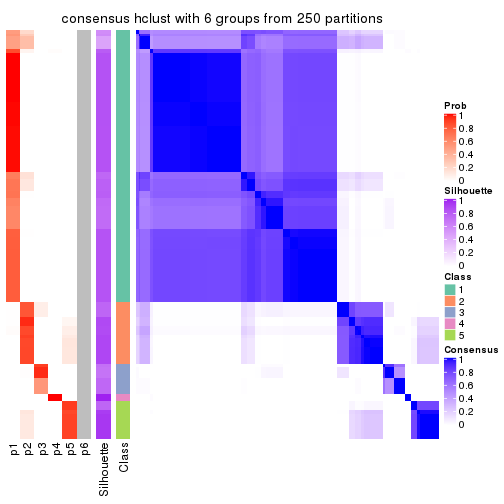 consensus hclust with 6 groups from 250 partitions
Prob
1
0.8
0.6
0.4
0.2
0
Silhouette
1
0.8
0.6
0.4
0.2
0
Class
1
2
3
4
5
Consensus
1
0.8
0.6
0.4
0.2
0
p1
p2
p3
p4
p5
p6
Silhouette
Class